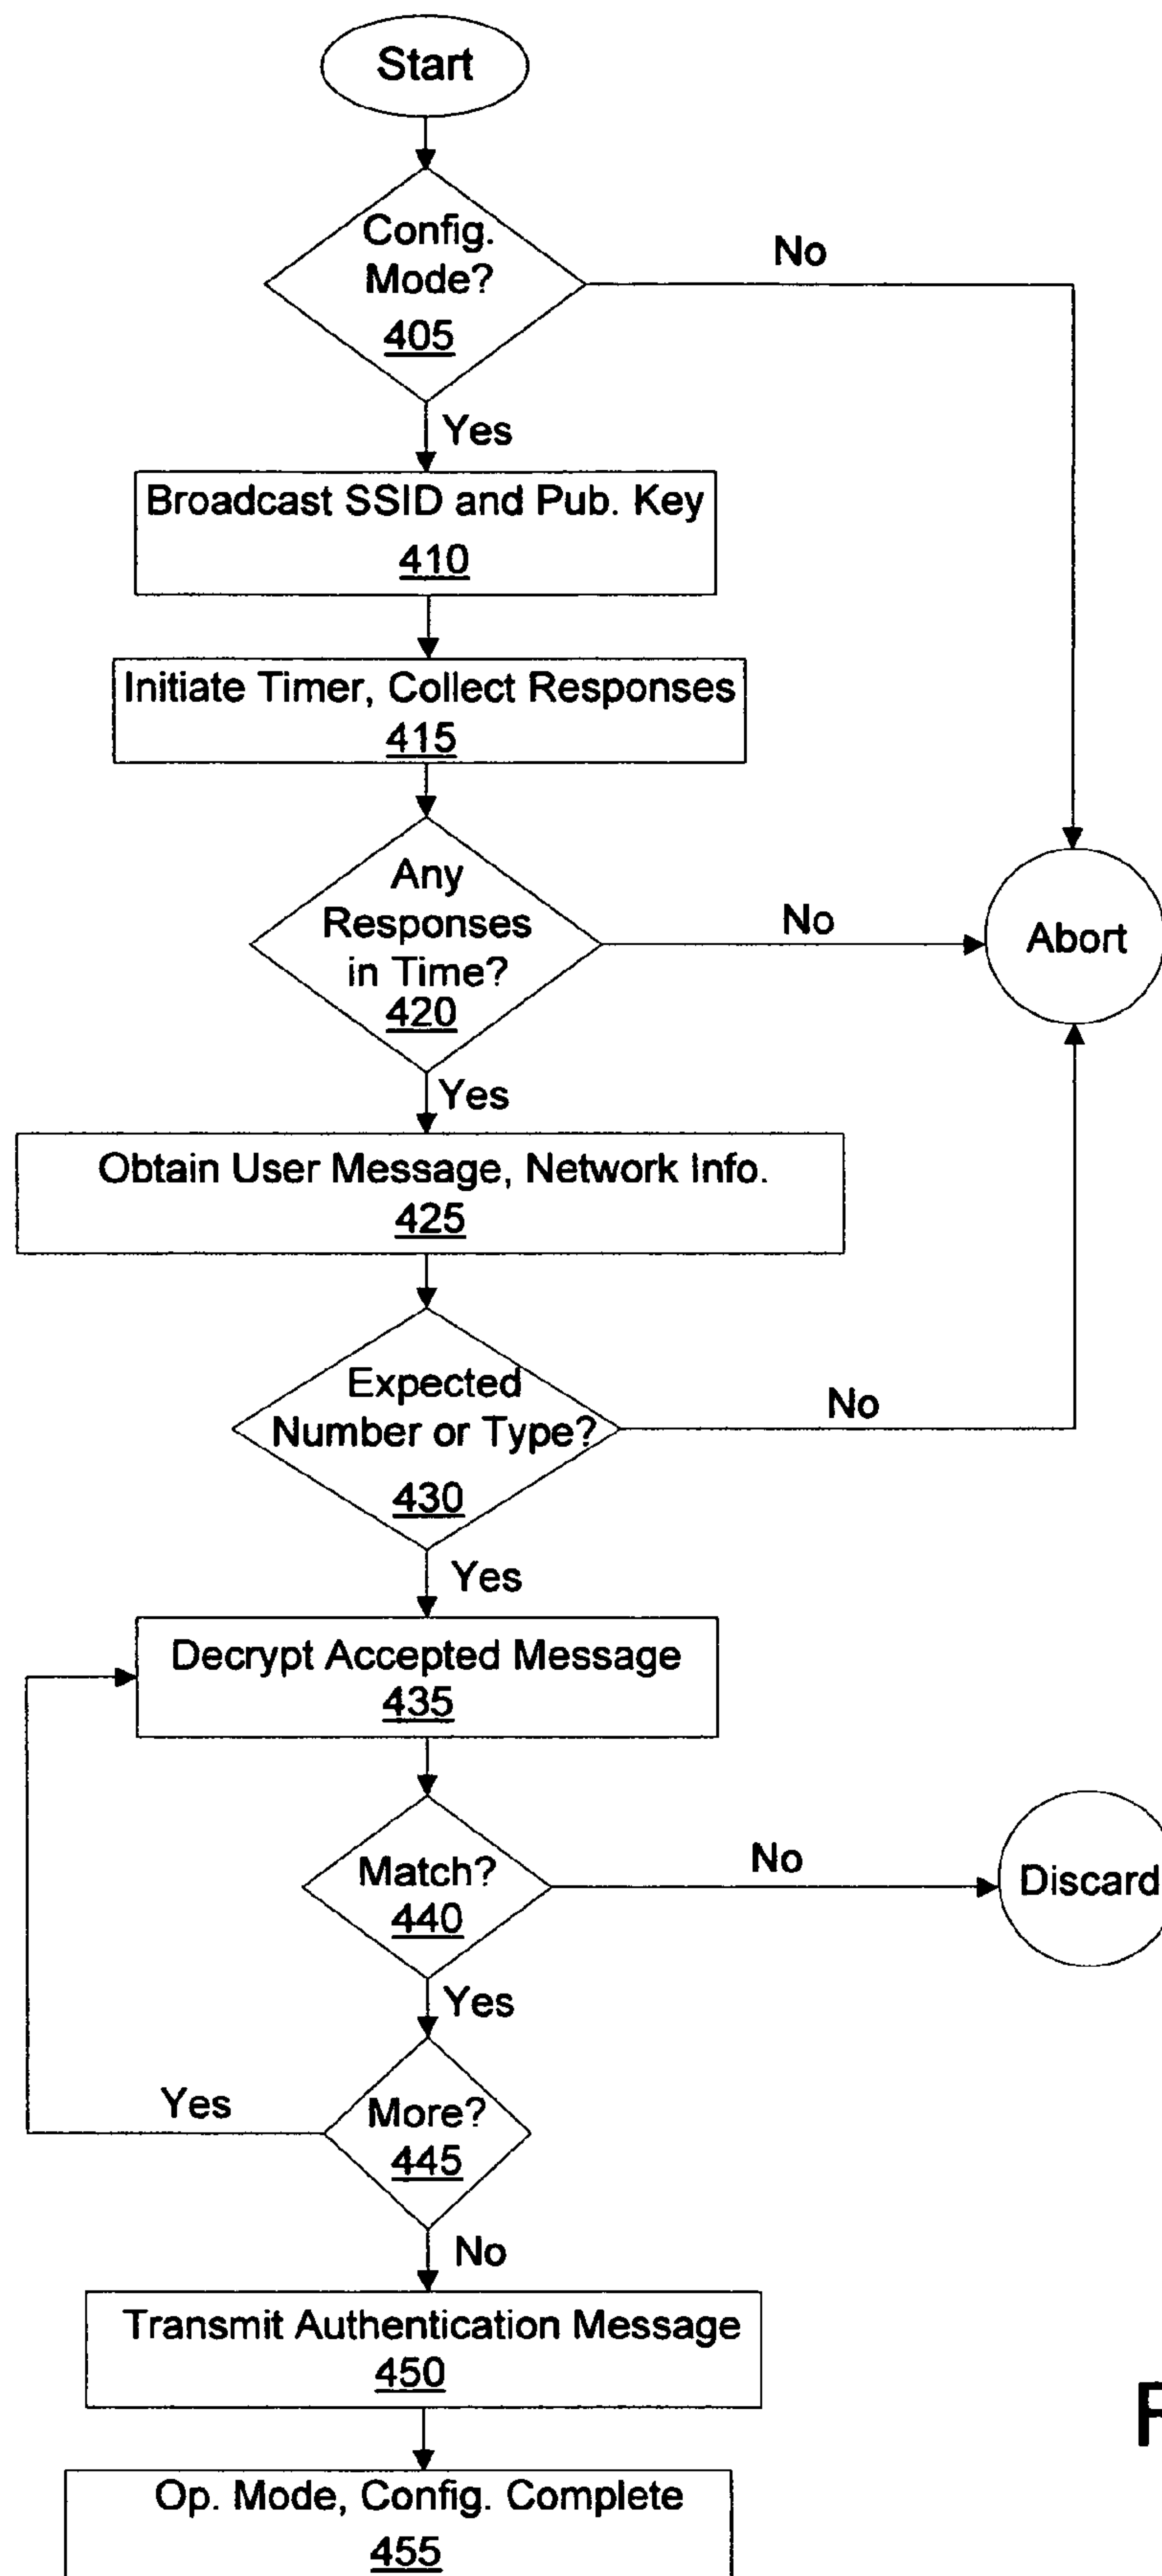 Start
Config.
Mode?
405
No
Yes
Broadcast SSID and Pub. Key
410
Initiate Timer, Collect Responses
415
Any
Responses
in Time?
420
No
Abort
Yes
Obtain User Message, Network Info.
425
Expected
Number or Type?
430
No
Yes
Decrypt Accepted Message
435
Match?
440
No
Discard
Yes
More?
445
Yes
No
Transmit Authentication Message
450
Op. Mode, Config. Complete
455